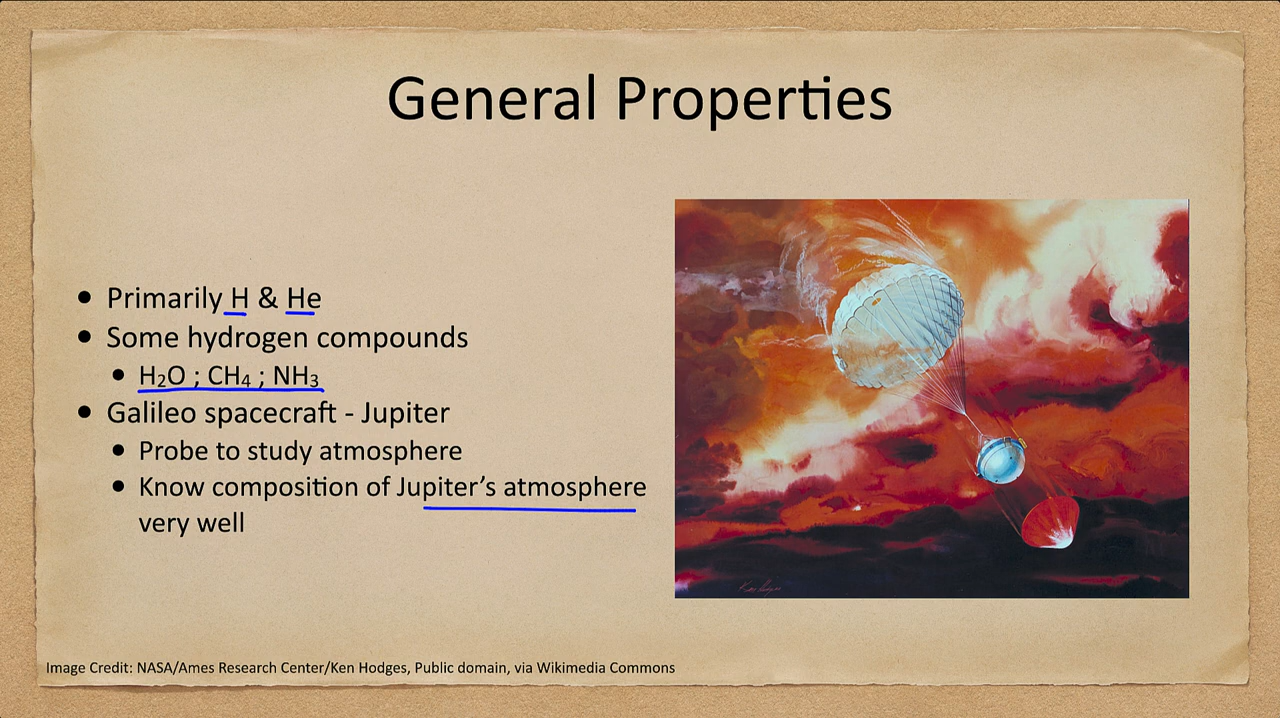 General Properties
• Primarily H & He
• Some hydrogen compounds
• H₂O ; CH₄ ; NH₃
• Galileo spacecraft - Jupiter
• Probe to study atmosphere
• Know composition of Jupiter's atmosphere
very well
Image Credit: NASA/Ames Research Center/Ken Hodges, Public domain, via Wikimedia Commons